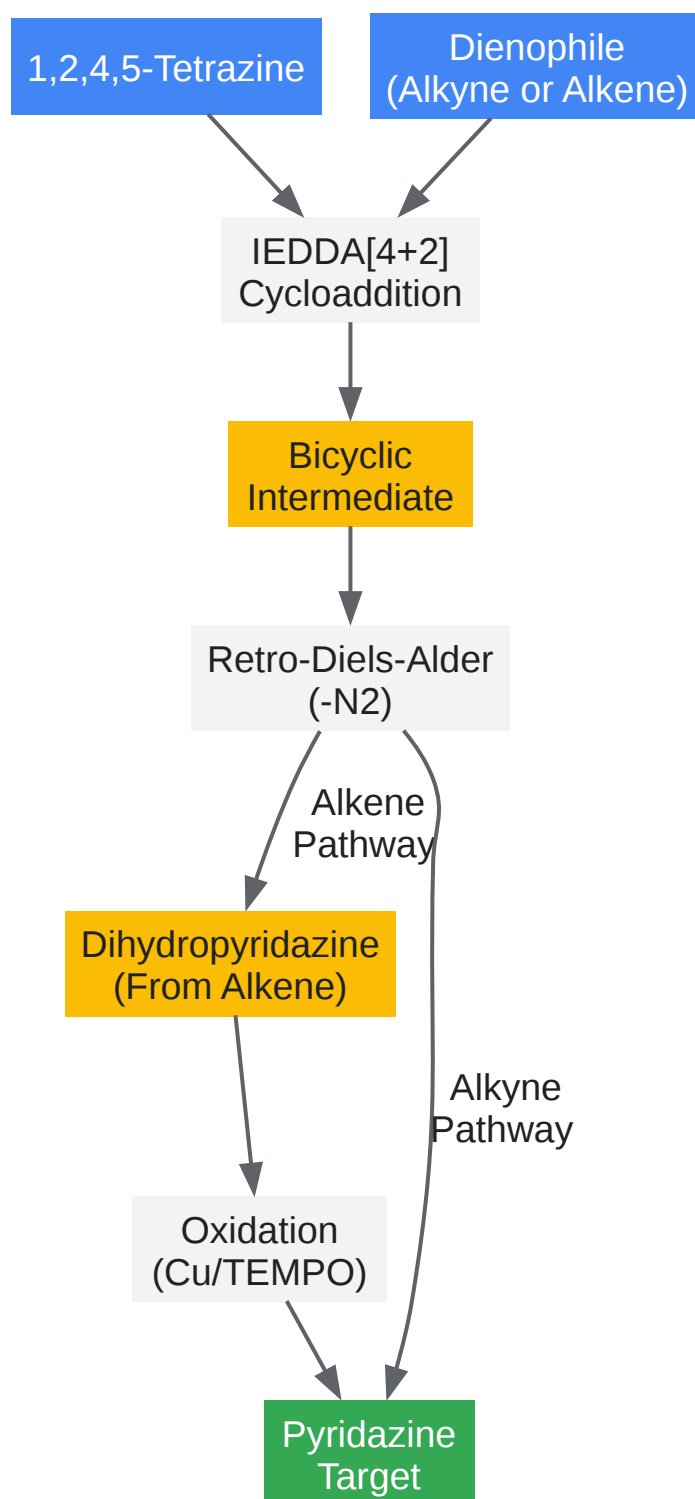 1,2,4,5-Tetrazine
Dienophile
(Alkyne or Alkene)
IEDDA[4+2]
Cycloaddition
Bicyclic
Intermediate
Retro-Diels-Alder
(-N2)
Alkene
Pathway
Dihydropyridazine
(From Alkene)
Alkyne
Pathway
Oxidation
(Cu/TEMPO)
Pyridazine
Target